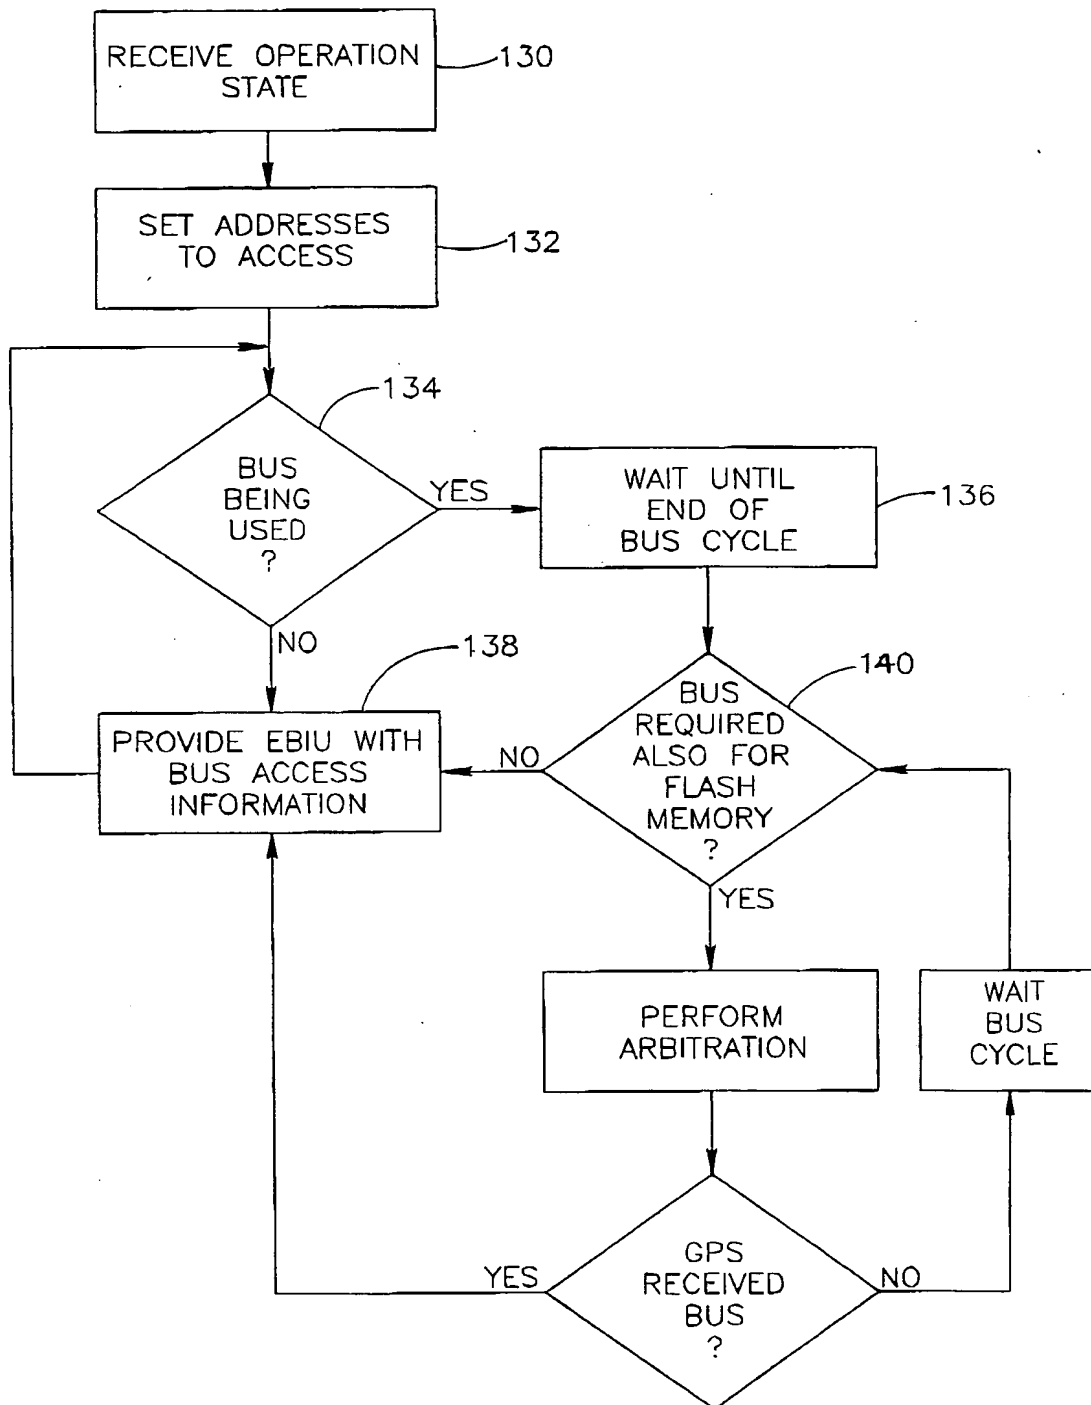 RECEIVE OPERATION
STATE
130
SET ADDRESSES
TO ACCESS
132
134
BUS
BEING
USED
?
YES
NO
WAIT UNTIL
END OF
BUS CYCLE
136
138
PROVIDE EBIU WITH
BUS ACCESS
INFORMATION
140
BUS
REQUIRED
ALSO FOR
FLASH
MEMORY
?
NO
YES
PERFORM
ARBITRATION
WAIT
BUS
CYCLE
GPS
RECEIVED
BUS
?
YES
NO